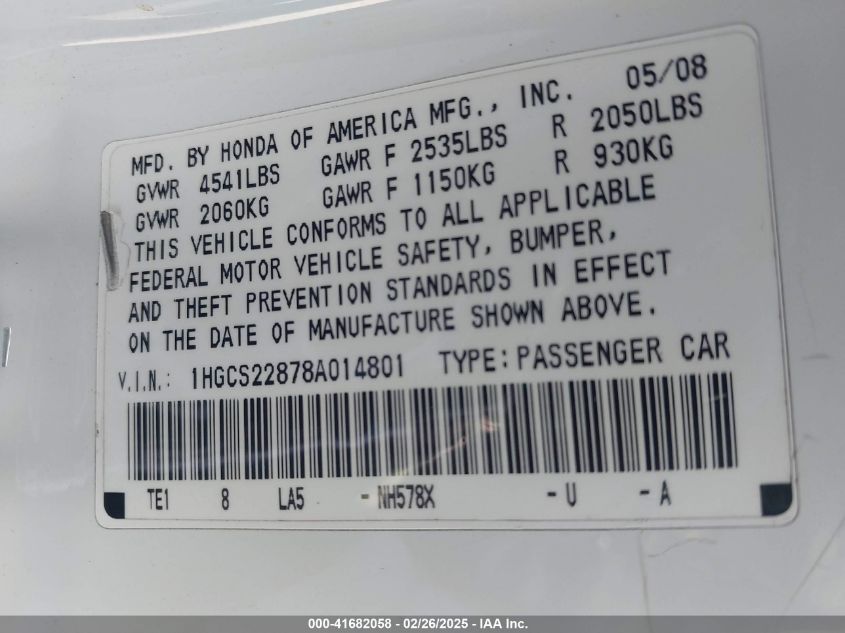 MFD. BY HONDA OF AMERICA MFG., INC. 05/08
GVWR 4541LBS GAWR F 2535LBS R 2050LBS
GVWR 2060KG GAWR F 1150KG R 930KG
THIS VEHICLE CONFORMS TO ALL APPLICABLE
FEDERAL MOTOR VEHICLE SAFETY, BUMPER,
AND THEFT PREVENTION STANDARDS IN EFFECT
ON THE DATE OF MANUFACTURE SHOWN ABOVE.
V.I.N.: 1HGCS22878A014801 TYPE:PASSENGER CAR
TE1 8 LA5 -NH578X -U -A
000-41682058 - 02/26/2025 - IAA Inc.